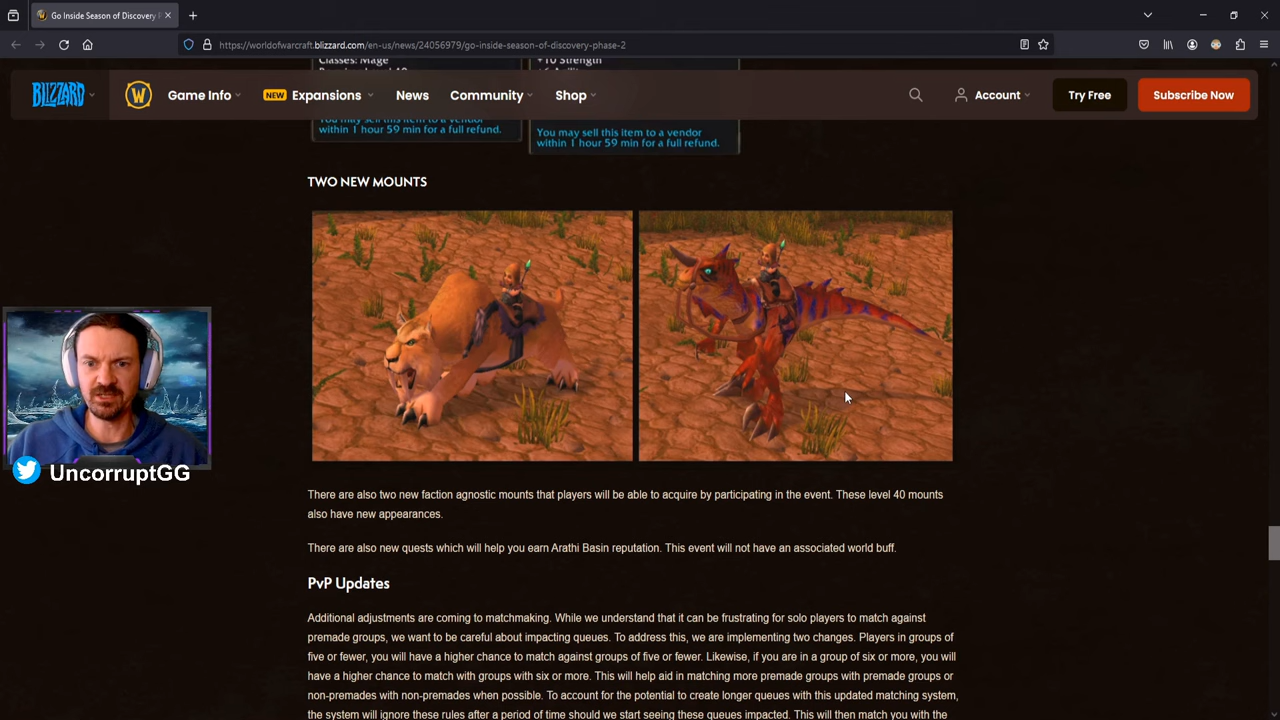 Go Inside Season of Discovery
https://worldofwarcraft.blizzard.com/en-us/news/24056979/go-inside-season-of-discovery-phase-2
Classes: Mage
+10 Strength
BLIZZARD
W
Game Info
NEW
Expansions
News
Community
Shop
Account
Try Free
Subscribe Now
You may sell this item to a vendor
within 1 hour 59 min for a full refund.
You may sell this item to a vendor
within 1 hour 59 min for a full refund.
TWO NEW MOUNTS
UncorruptGG
There are also two new faction agnostic mounts that players will be able to acquire by participating in the event. These level 40 mounts
also have new appearances.
There are also new quests which will help you earn Arathi Basin reputation. This event will not have an associated world buff.
PvP Updates
Additional adjustments are coming to matchmaking. While we understand that it can be frustrating for solo players to match against
premade groups, we want to be careful about impacting queues. To address this, we are implementing two changes. Players in groups of
five or fewer, you will have a higher chance to match against groups of five or fewer. Likewise, if you are in a group of six or more, you will
have a higher chance to match with groups with six or more. This will help aid in matching more premade groups with premade groups or
non-premades with non-premades when possible. To account for the potential to create longer queues with this updated matching system,
the system will ignore these rules after a period of time should we start seeing these queues impacted. This will then match you with the